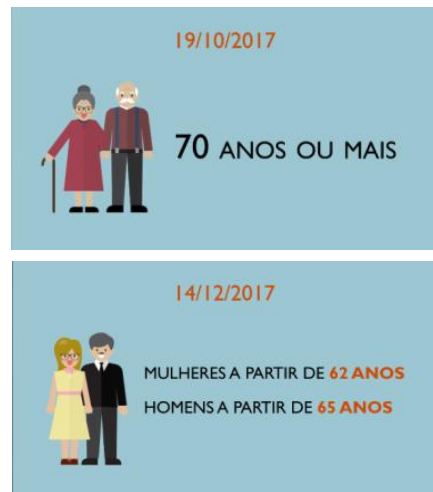 19/10/2017
70 ANOS OU MAIS
14/12/2017
MULHERES A PARTIR DE 62 ANOS
HOMENS A PARTIR DE 65 ANOS